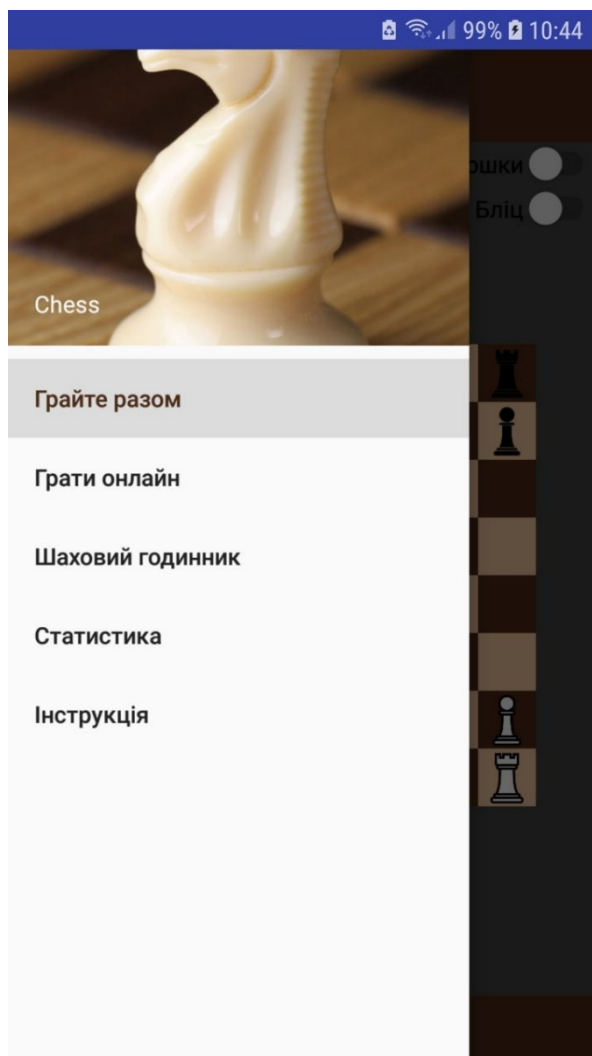 99% 10:44
Бліц
Chess
Грайте разом
Грати онлайн
Шаховий годинник
Статистика
Інструкція